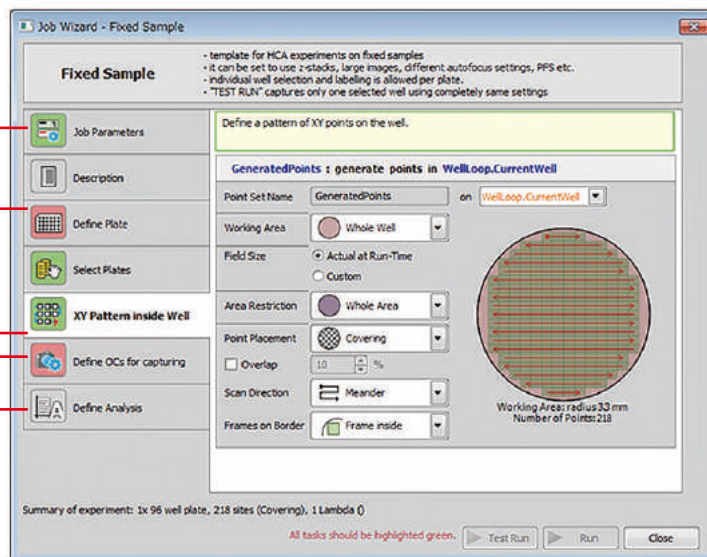 Job Wizard - Fixed Sample
Fixed Sample
- template for HCA experiments on fixed samples
- it can be set to use z-stacks, large images, different autofocus settings, PFS etc.
- individual well selection and labelling is allowed per plate.
- "TEST RUN" captures only one selected well using completely same settings
Job Parameters
Description
Define Plate
Select Plates
XY Pattern inside Well
Define OCs for capturing
Define Analysis
Define a pattern of XY points on the well.
GeneratedPoints : generate points in WellLoop.CurrentWell
Point Set Name GeneratedPoints on WellLoop.CurrentWell
Working Area Whole Well
Field Size Actual at Run-Time
Custom
Area Restriction Whole Area
Point Placement Covering
Overlap 10 %
Scan Direction Meander
Frames on Border Frame inside
Working Area: radius 3.3 mm
Number of Points: 218
Summary of experiment: 1x 96 well plate, 218 sites (Covering), 1 Lambda ()
All tasks should be highlighted green. Test Run Run Close